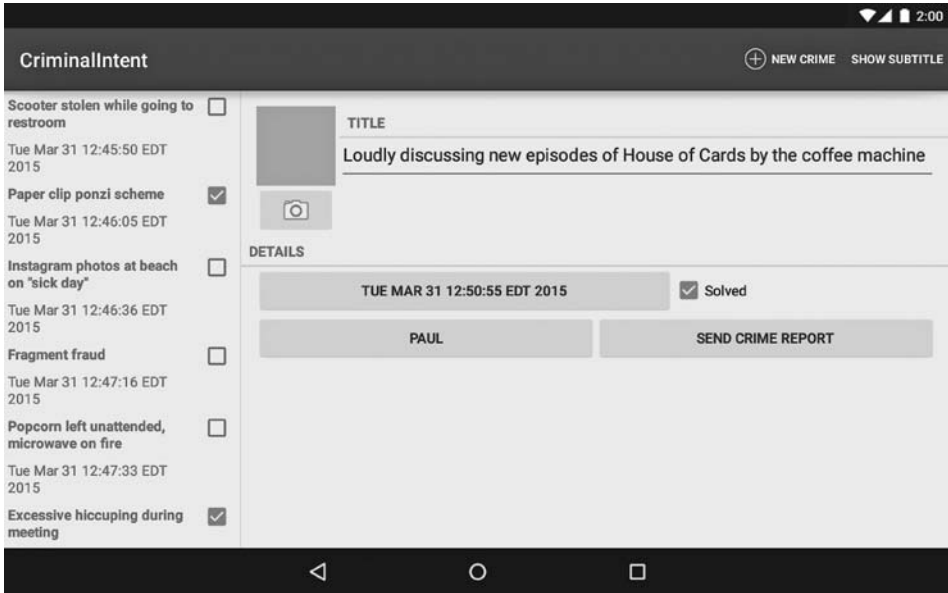 2:00
CriminalIntent
NEW CRIME SHOW SUBTITLE
Scooter stolen while going to
restroom
Tue Mar 31 12:45:50 EDT
2015
Paper clip ponzi scheme
Tue Mar 31 12:46:05 EDT
2015
Instagram photos at beach
on "sick day"
Tue Mar 31 12:46:36 EDT
2015
Fragment fraud
Tue Mar 31 12:47:16 EDT
2015
Popcorn left unattended,
microwave on fire
Tue Mar 31 12:47:33 EDT
2015
Excessive hiccuping during
meeting
TITLE
Loudly discussing new episodes of House of Cards by the coffee machine
DETAILS
TUE MAR 31 12:50:55 EDT 2015
Solved
PAUL
SEND CRIME REPORT